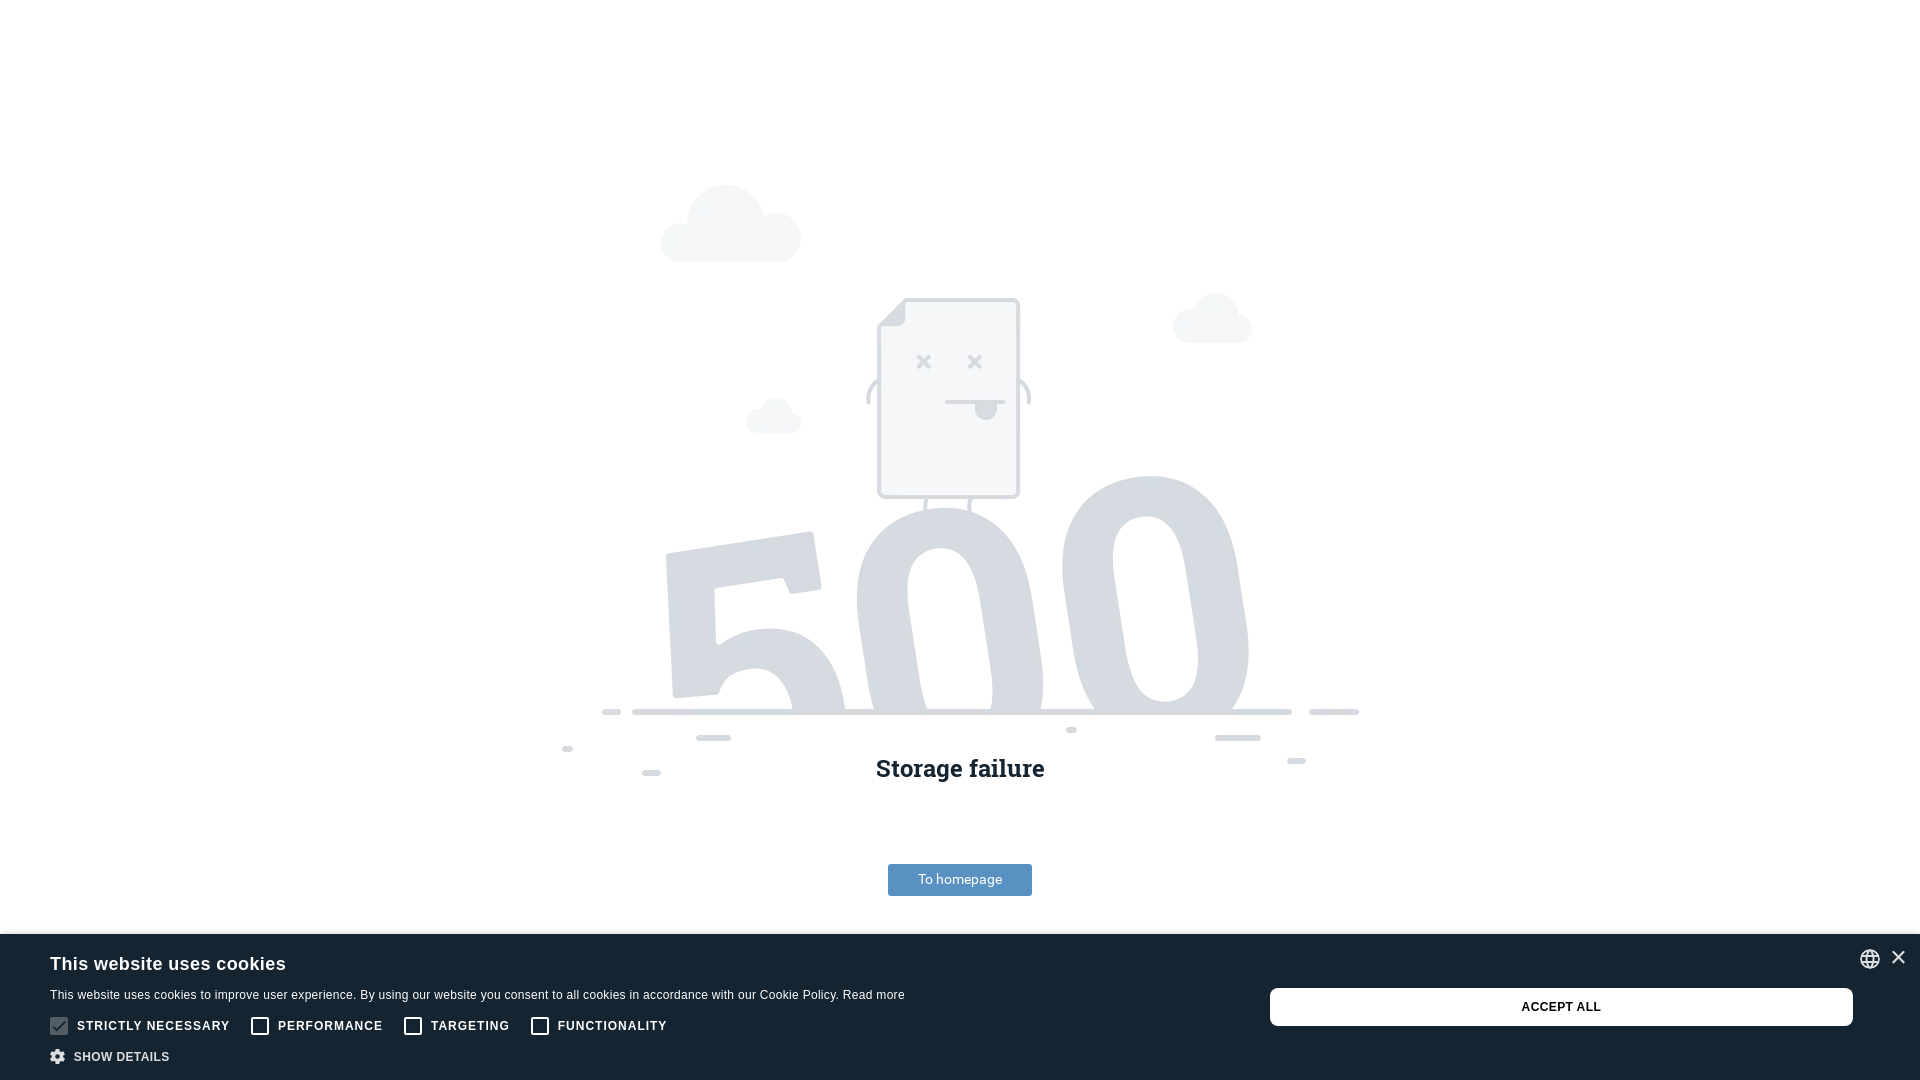 500
Storage failure
To homepage
This website uses cookies
This website uses cookies to improve user experience. By using our website you consent to all cookies in accordance with our Cookie Policy. Read more
STRICTLY NECESSARY PERFORMANCE TARGETING FUNCTIONALITY
SHOW DETAILS
ACCEPT ALL